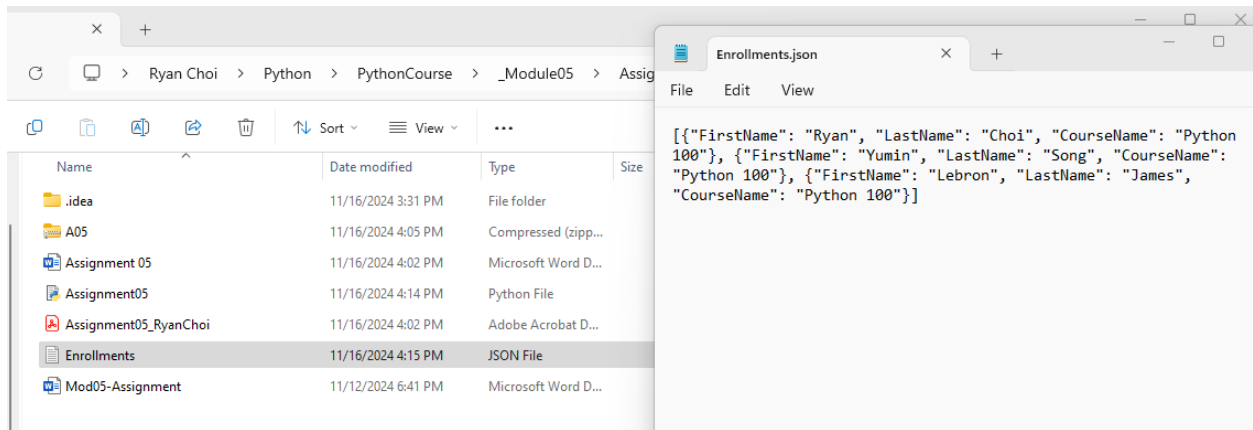 Ryan Choi > Python > PythonCourse > _Module05 > Assig
Sort View ...
Name Date modified Type Size
.idea 11/16/2024 3:31 PM File folder
A05 11/16/2024 4:05 PM Compressed (zipp...
Assignment 05 11/16/2024 4:02 PM Microsoft Word D...
Assignment05 11/16/2024 4:14 PM Python File
Assignment05_RyanChoi 11/16/2024 4:02 PM Adobe Acrobat D...
Enrollments 11/16/2024 4:15 PM JSON File
Mod05-Assignment 11/12/2024 6:41 PM Microsoft Word D...
Enrollments.json
File Edit View
[{"FirstName": "Ryan", "LastName": "Choi", "CourseName": "Python
100"}, {"FirstName": "Yumin", "LastName": "Song", "CourseName":
"Python 100"}, {"FirstName": "Lebron", "LastName": "James",
"CourseName": "Python 100"}]